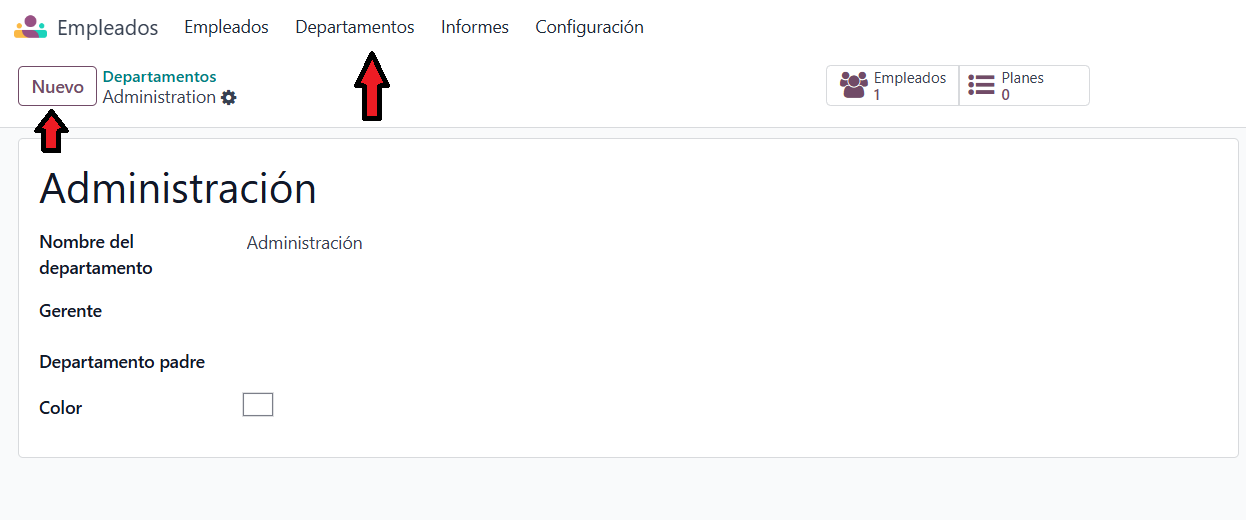 Empleados Empleados Departamentos Informes Configuración
Nuevo
Departamentos
Administration
Empleados
1
Planes
0
Administración
Nombre del
departamento
Administración
Gerente
Departamento padre
Color